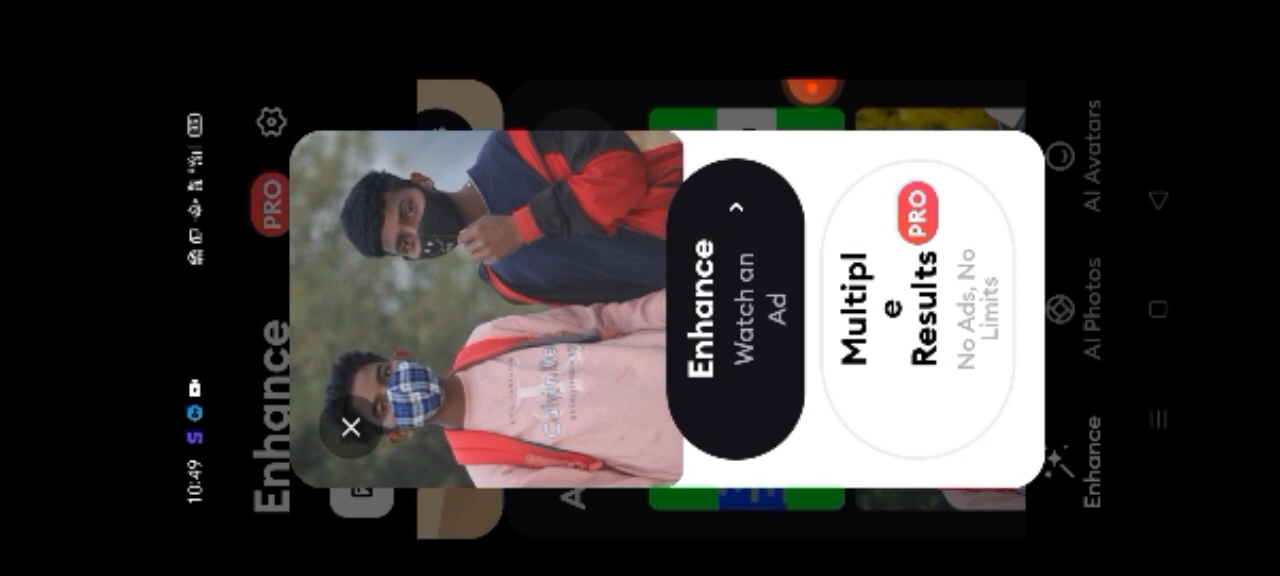 10:49
Enhance PRO
Enhance
Watch an
Ad
Multipl
e
Results PRO
No Ads, No
Limits
Enhance
AI Photos
AI Avatars